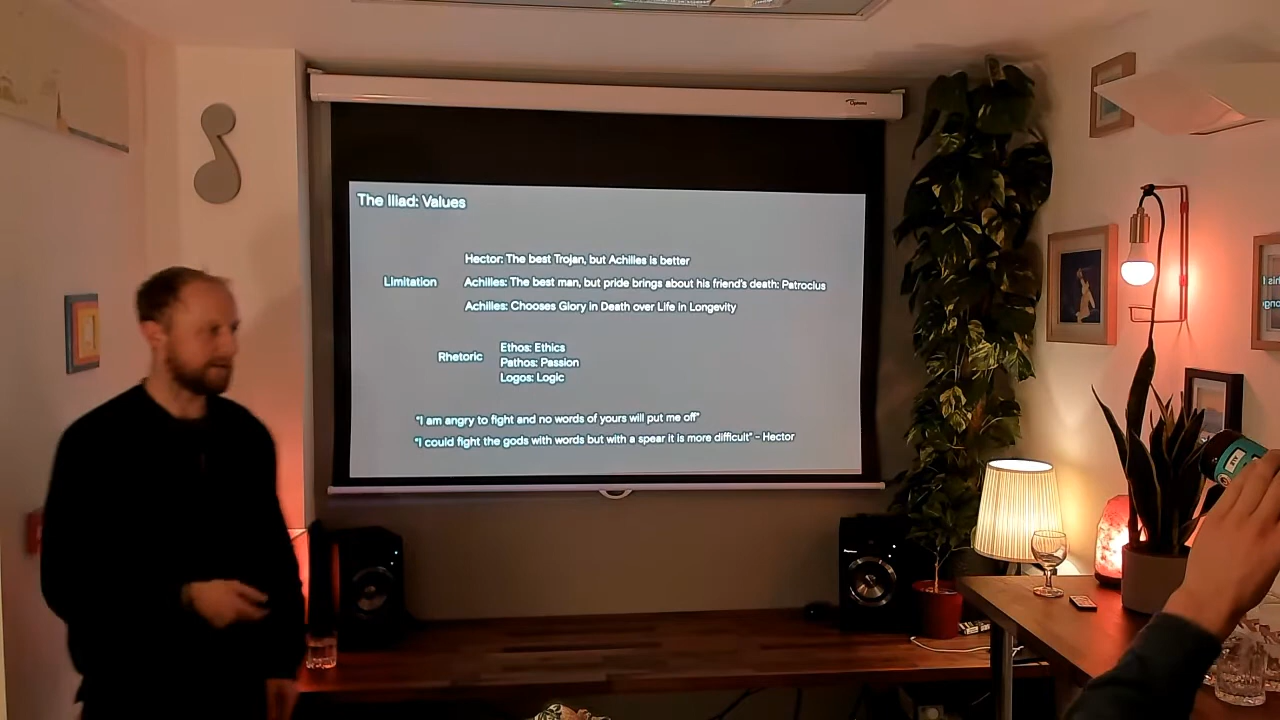 Optoma
The Iliad: Values
Hector: The best Trojan, but Achilles is better
Limitation
Achilles: The best man, but pride brings about his friend's death: Patroclus
Achilles: Chooses Glory in Death over Life in Longevity
Rhetoric
Ethos: Ethics
Pathos: Passion
Logos: Logic
"I am angry to fight and no words of yours will put me off"
"I could fight the gods with words but with a spear it is more difficult" - Hector